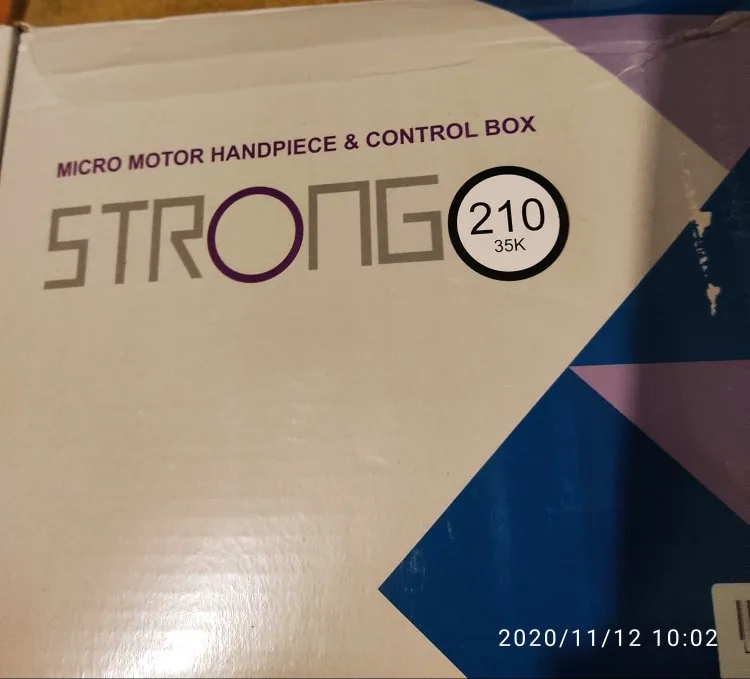 MICRO MOTOR HANDPIECE & CONTROL BOX
STRONG 210
35K
2020/11/12 10:02